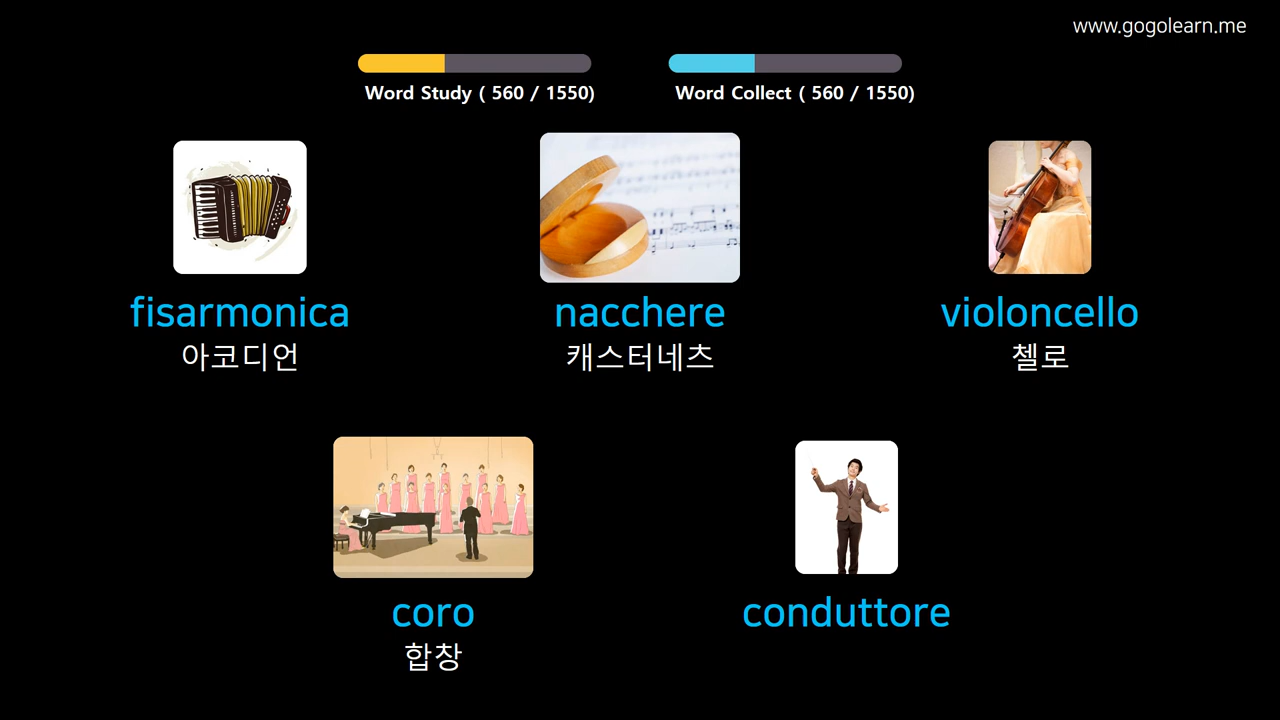 www.gogolearn.me
Word Study ( 560 / 1550)
Word Collect ( 560 / 1550)
fisarmonica
아코디언
nacchere
캐스터네츠
violoncello
첼로
coro
합창
conduttore